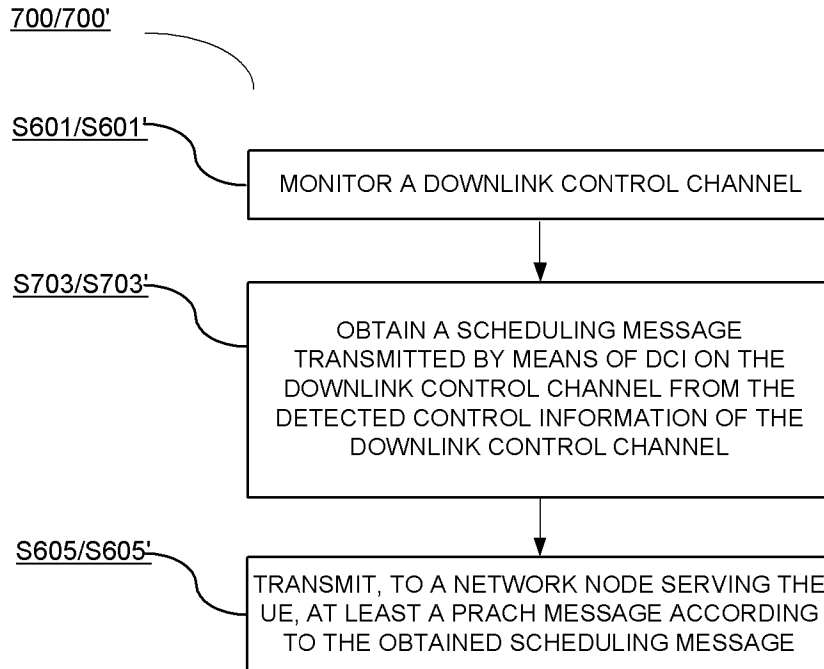 700/700'
S601/S601'
MONITOR A DOWNLINK CONTROL CHANNEL
S703/S703'
OBTAIN A SCHEDULING MESSAGE
TRANSMITTED BY MEANS OF DCI ON THE
DOWNLINK CONTROL CHANNEL FROM THE
DETECTED CONTROL INFORMATION OF THE
DOWNLINK CONTROL CHANNEL
S605/S605'
TRANSMIT, TO A NETWORK NODE SERVING THE
UE, AT LEAST A PRACH MESSAGE ACCORDING
TO THE OBTAINED SCHEDULING MESSAGE